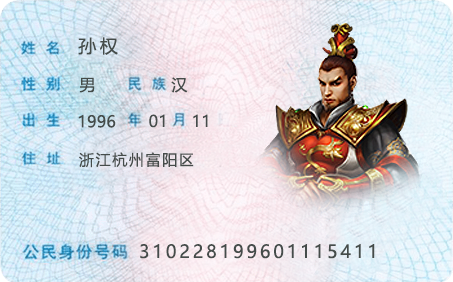 姓名 孙权
性别 男 民族 汉
出生 1996 年 01 月 11
住址 浙江杭州富阳区
公民身份号码 310228199601115411